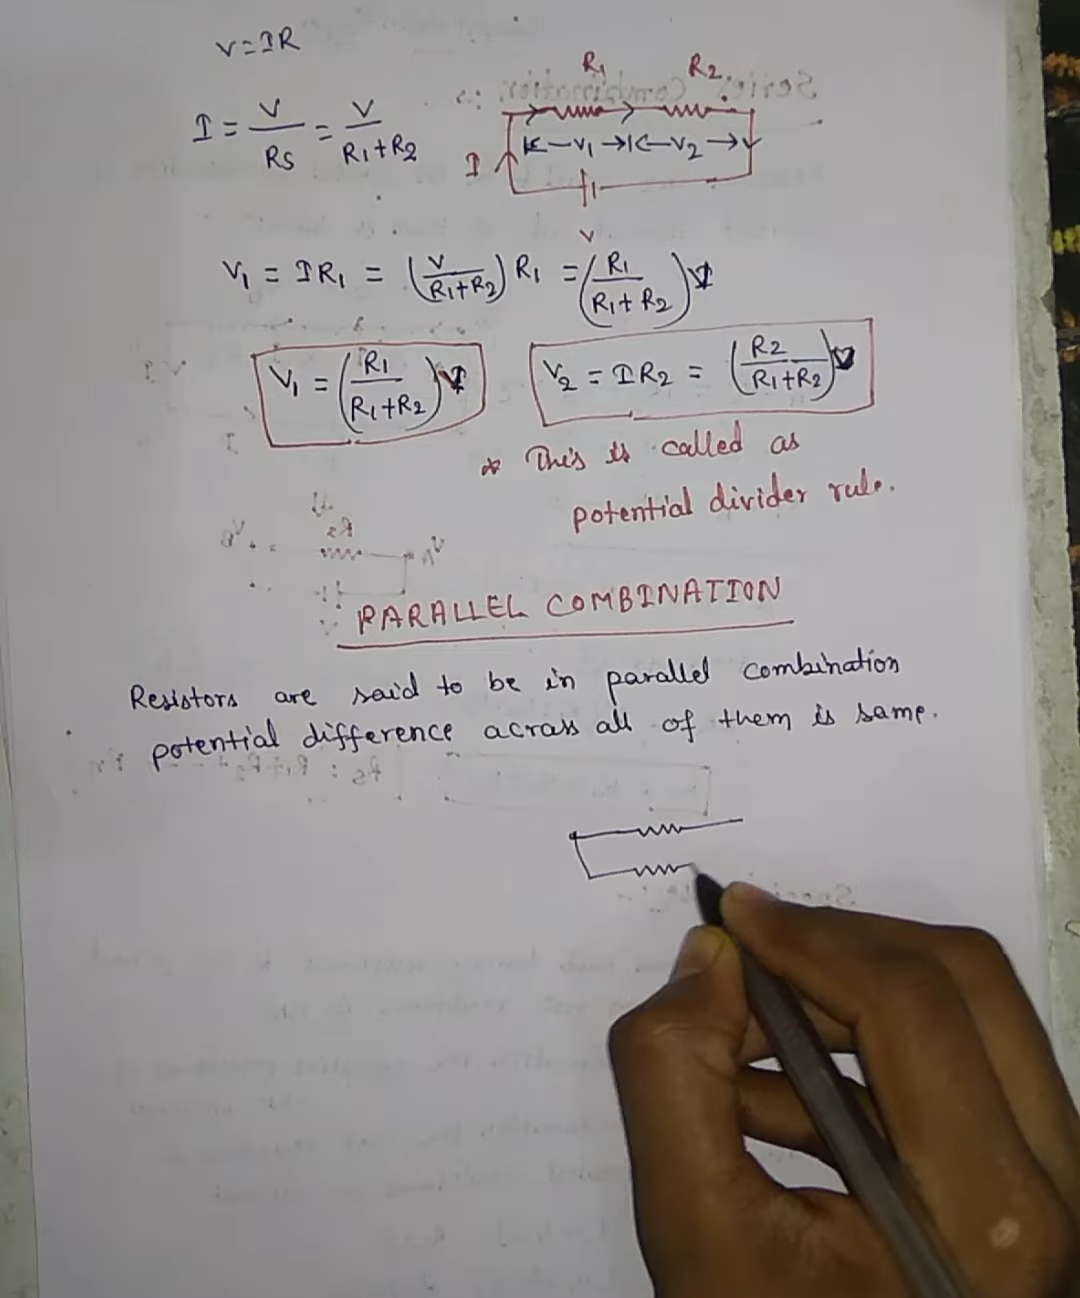 V = IR
R1 R2
I = V/RS = V/(R1+R2)
I V1 V2
V
V1 = IR1 = (V/(R1+R2)) R1 = (R1/(R1+R2)) V
V1 = (R1/(R1+R2)) V
V2 = IR2 = (R2/(R1+R2)) V
* This is called as
potential divider rule.
PARALLEL COMBINATION
Resistors are said to be in parallel combination
potential difference across all of them is same.